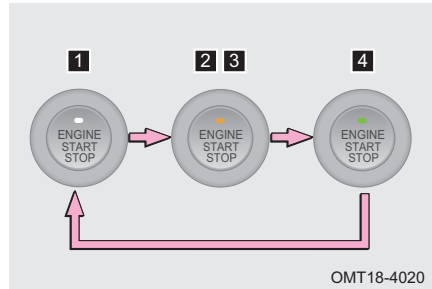 1
2 3
4
ENGINE
START
STOP
ENGINE
START
STOP
ENGINE
START
STOP
OMT18-4020